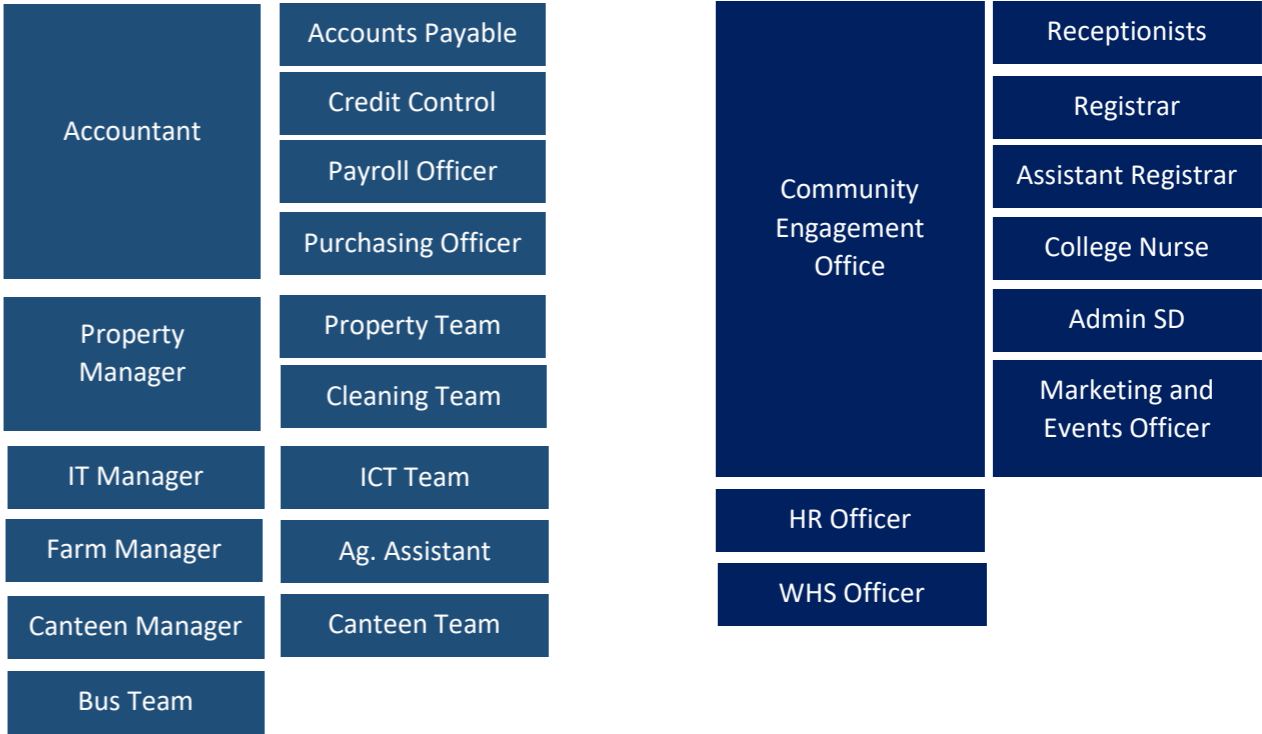 Accountant
Accounts Payable
Credit Control
Payroll Officer
Purchasing Officer
Property
Manager
Property Team
Cleaning Team
IT Manager
ICT Team
Farm Manager
Ag. Assistant
Canteen Manager
Canteen Team
Bus Team
Community
Engagement
Office
Receptionists
Registrar
Assistant Registrar
College Nurse
Admin SD
Marketing and
Events Officer
HR Officer
WHS Officer